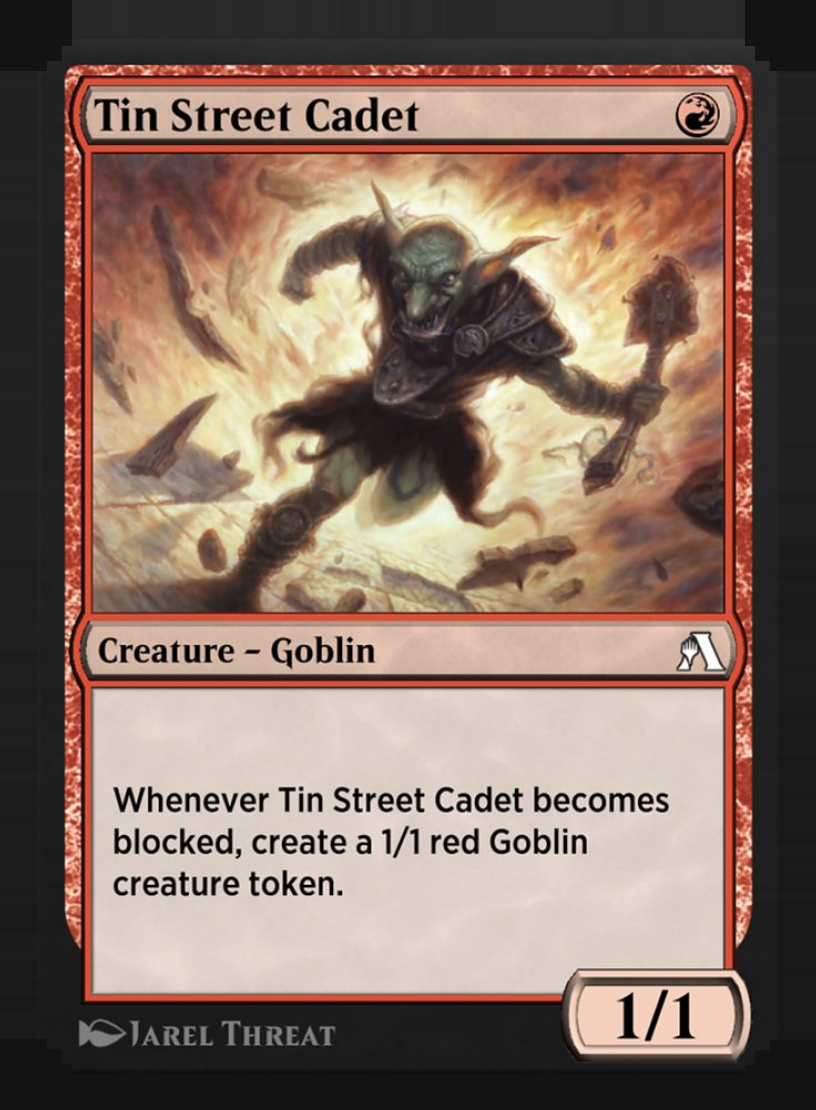 Tin Street Cadet
Creature – Goblin
Whenever Tin Street Cadet becomes
blocked, create a 1/1 red Goblin
creature token.
1/1
Jarel Threat